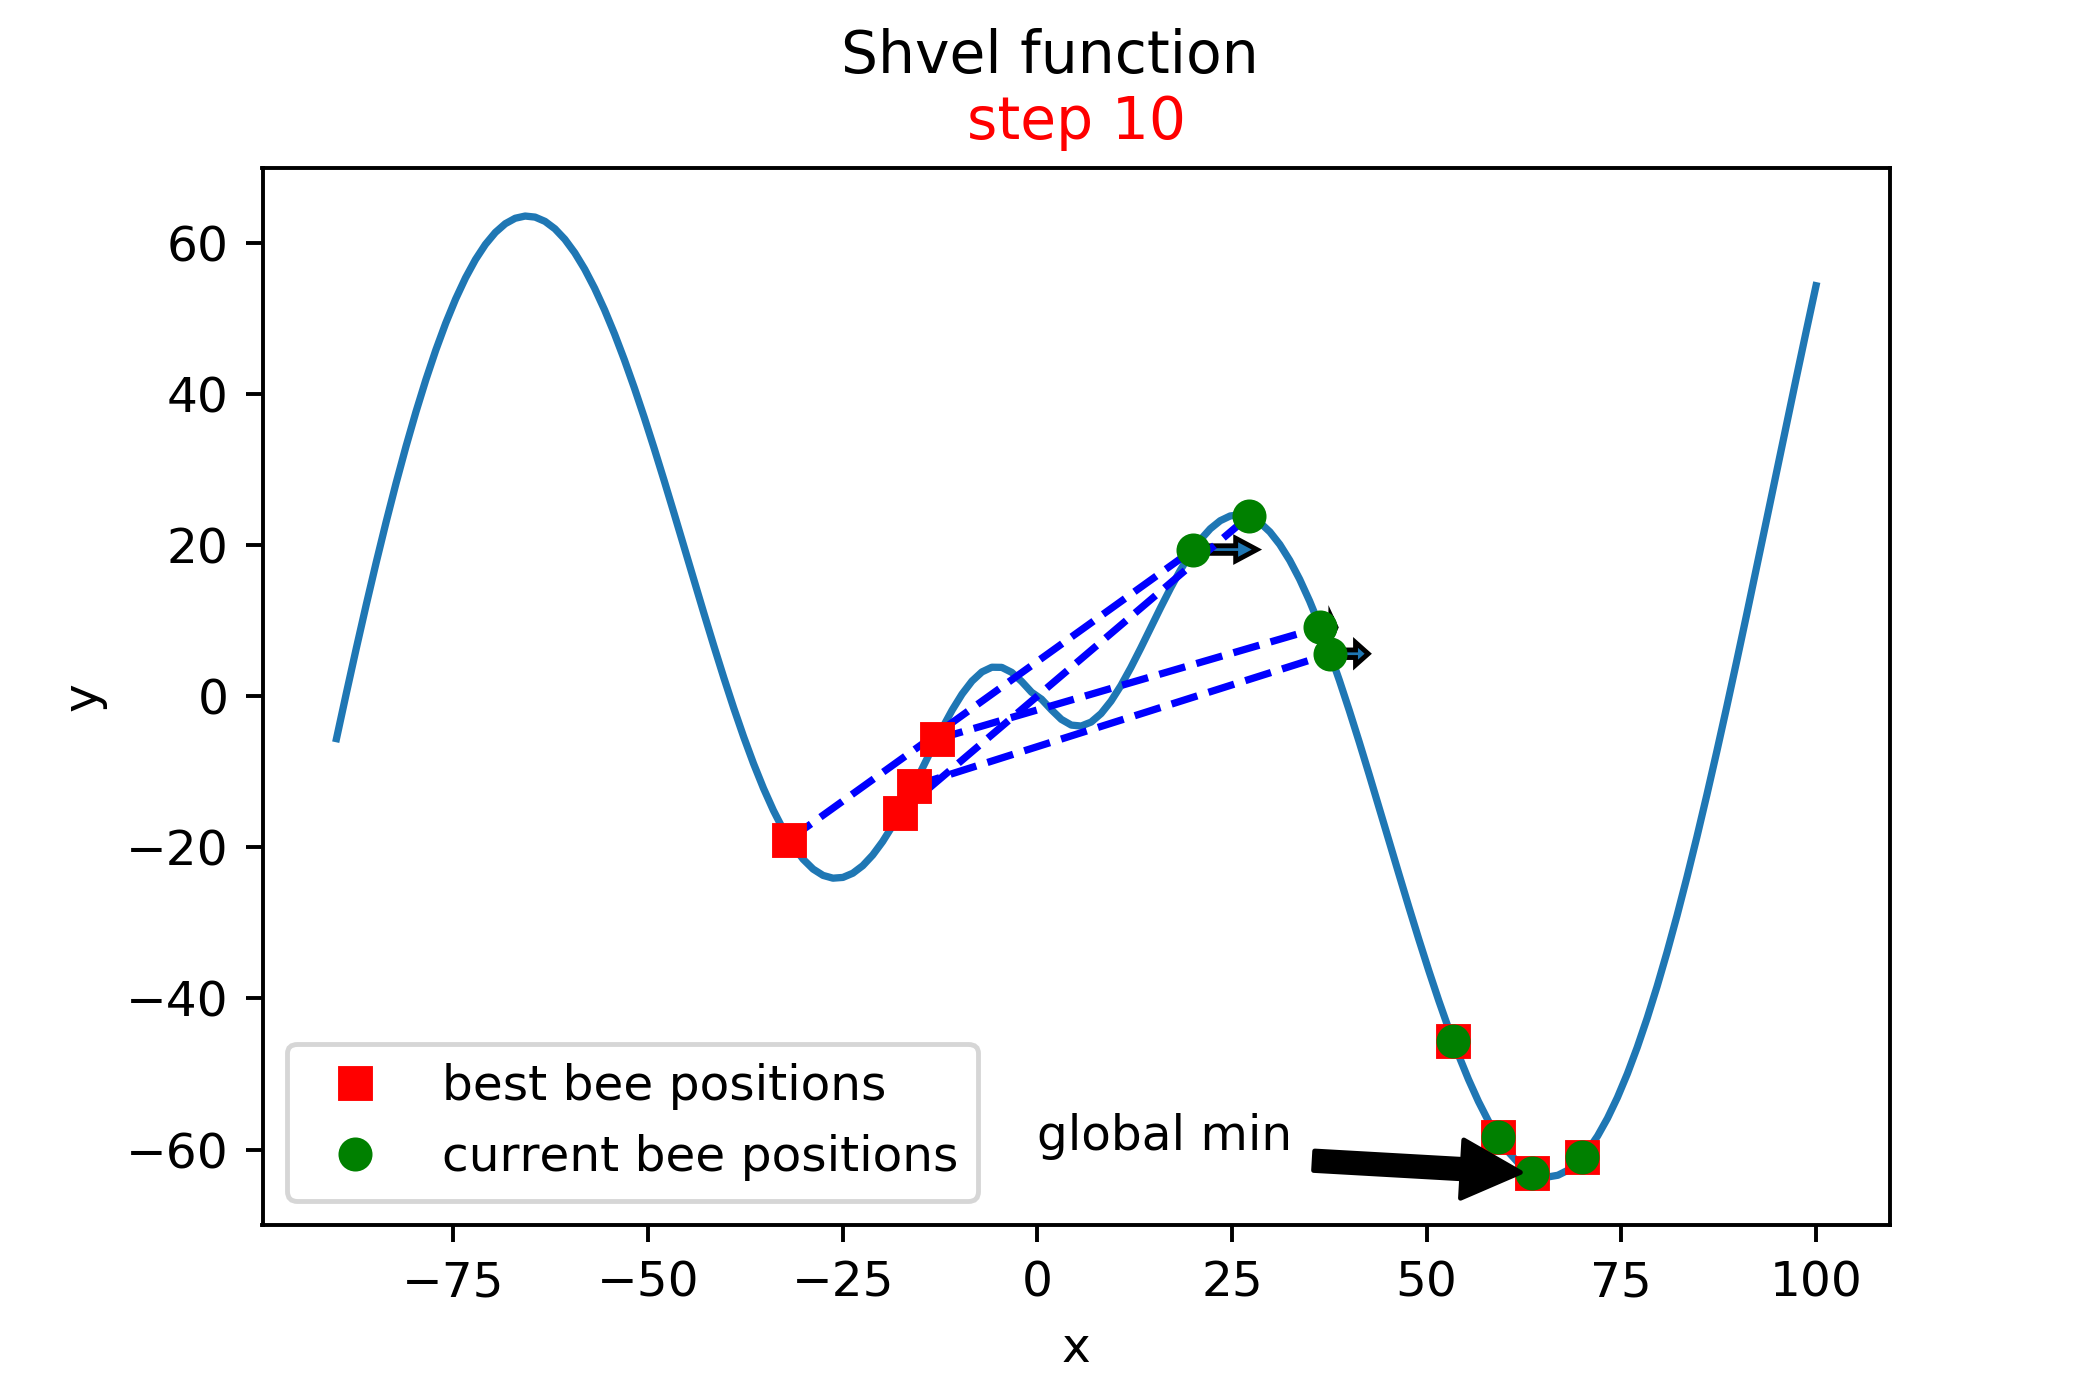 Shvel function
step 10
y
60
40
20
0
−20
−40
−60
best bee positions
current bee positions
global min
−75 −50 −25 0 25 50 75 100
x